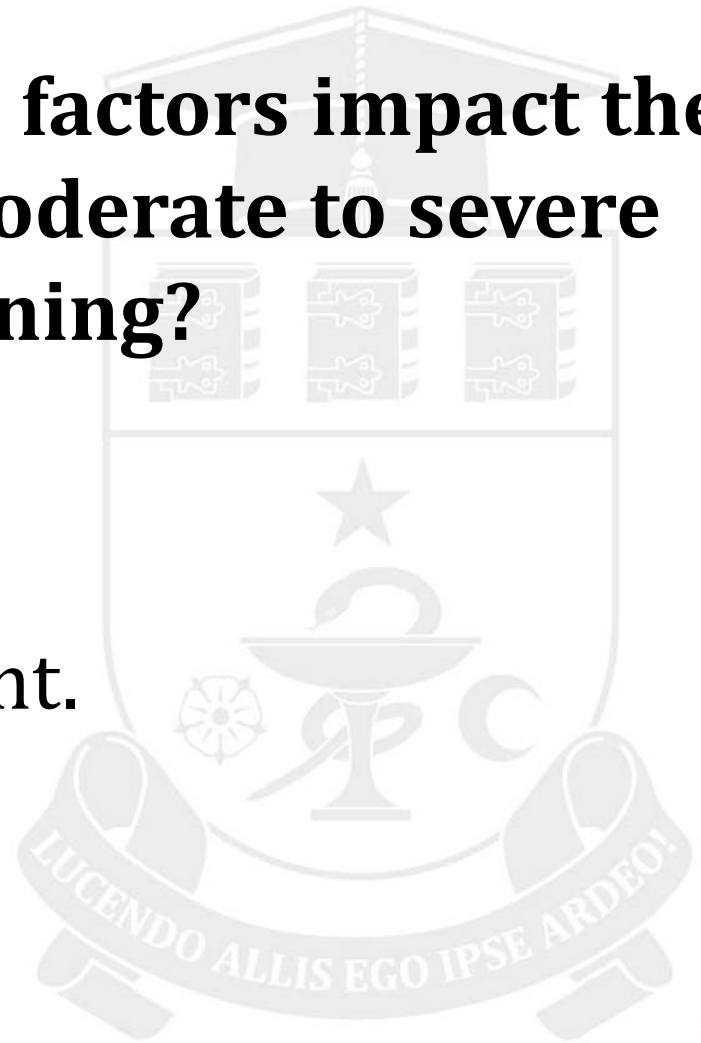 factors impact the
oderate to severe
ning?
nt.
LUCENDO ALLIS EGO IPSE ARDEO!